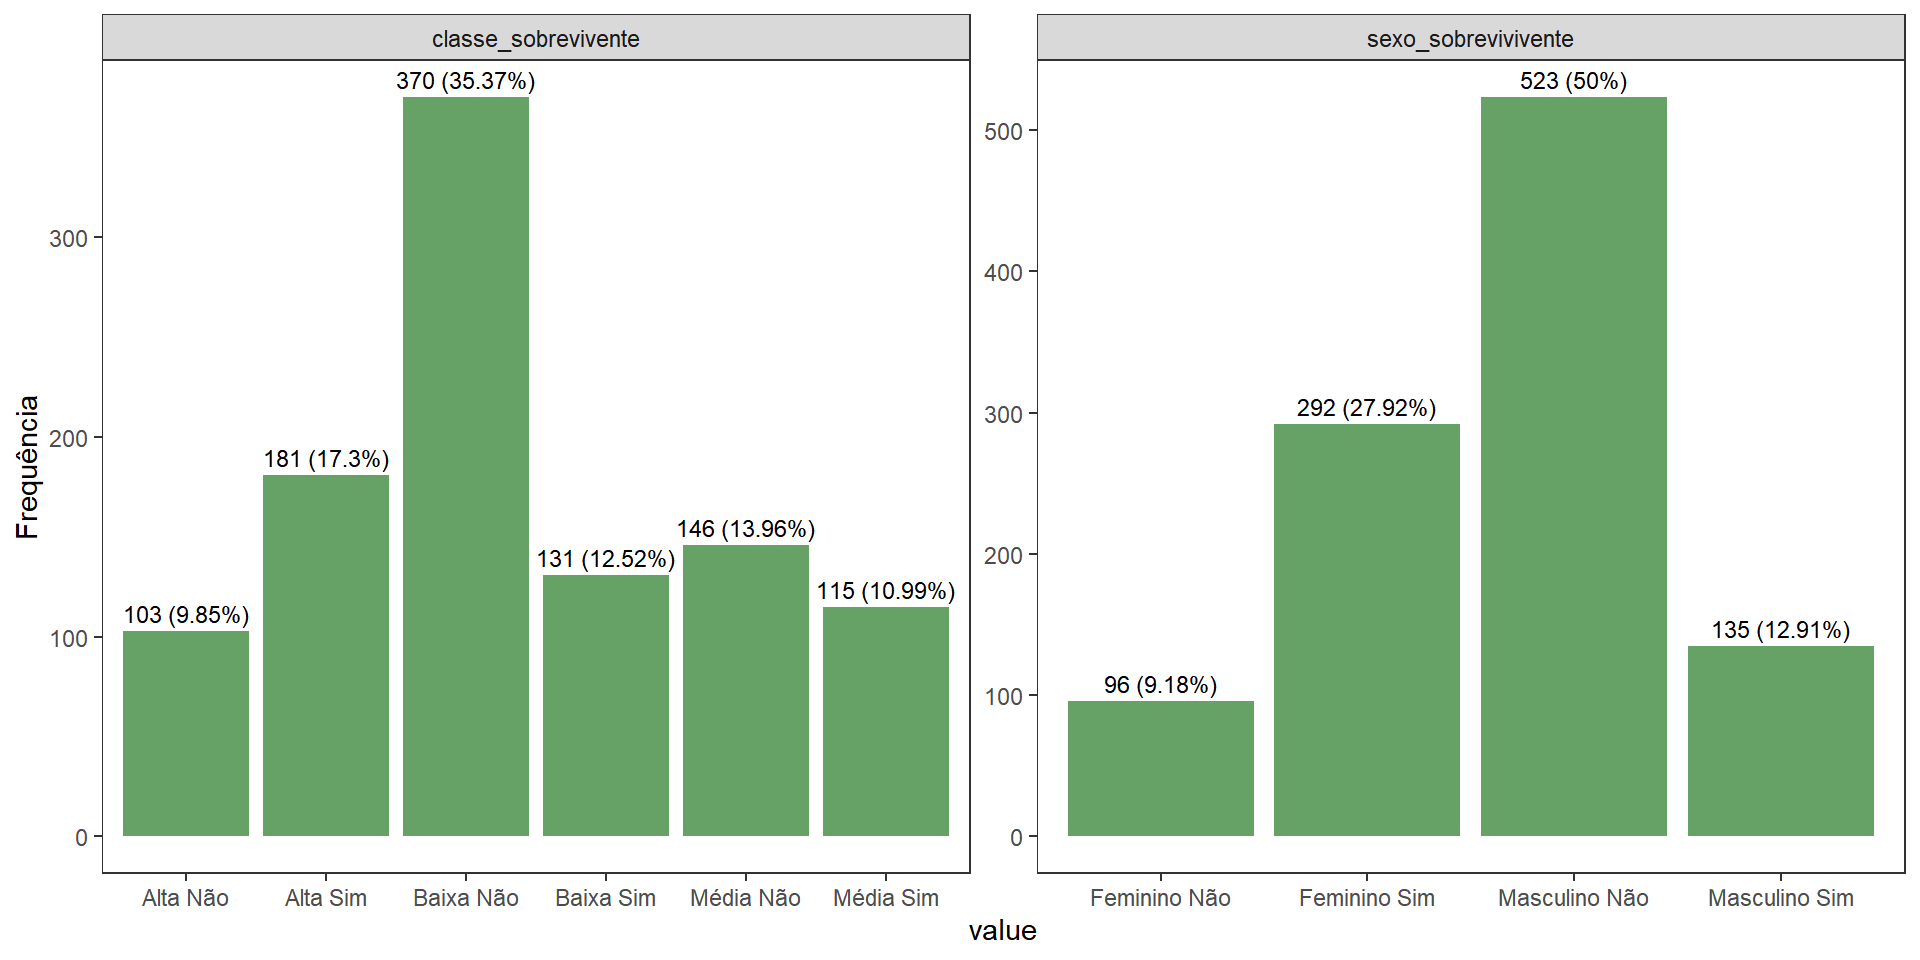 classe_sobrevivente
sexo_sobrevivivente
Frequência
300
200
100
0
103 (9.85%)
181 (17.3%)
370 (35.37%)
131 (12.52%)
146 (13.96%)
115 (10.99%)
Alta Não
Alta Sim
Baixa Não
Baixa Sim
Média Não
Média Sim
500
400
300
200
100
0
96 (9.18%)
292 (27.92%)
523 (50%)
135 (12.91%)
Feminino Não
Feminino Sim
Masculino Não
Masculino Sim
value